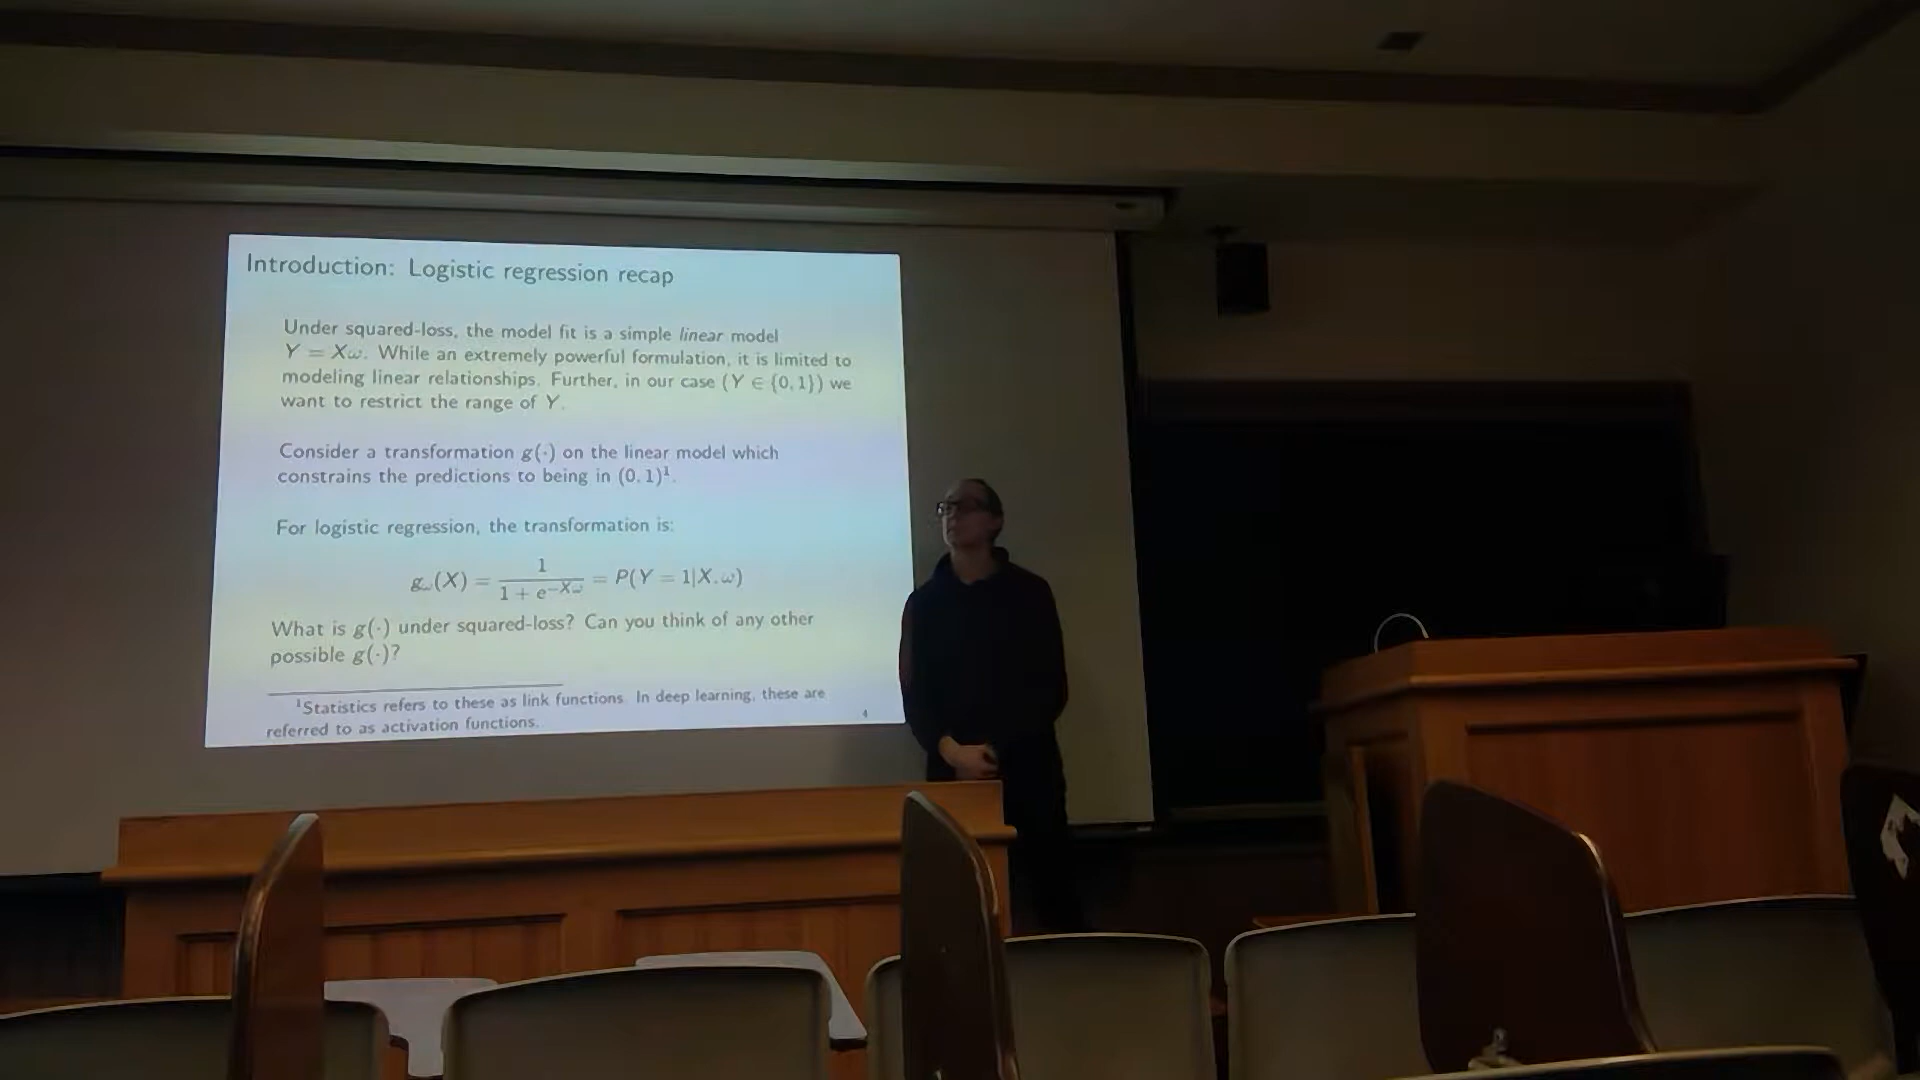 Introduction: Logistic regression recap
Under squared-loss, the model fit is a simple linear model
Y = Xω. While an extremely powerful formulation, it is limited to
modeling linear relationships. Further, in our case (Y ∈ {0, 1}) we
want to restrict the range of Y.
Consider a transformation g(·) on the linear model which
constrains the predictions to being in (0, 1)¹.
For logistic regression, the transformation is:
g_ω(X) = 1 / (1 + e^{-Xω}) = P(Y = 1|X, ω)
What is g(·) under squared-loss? Can you think of any other
possible g(·)?
¹Statistics refers to these as link functions. In deep learning, these are
referred to as activation functions.
4